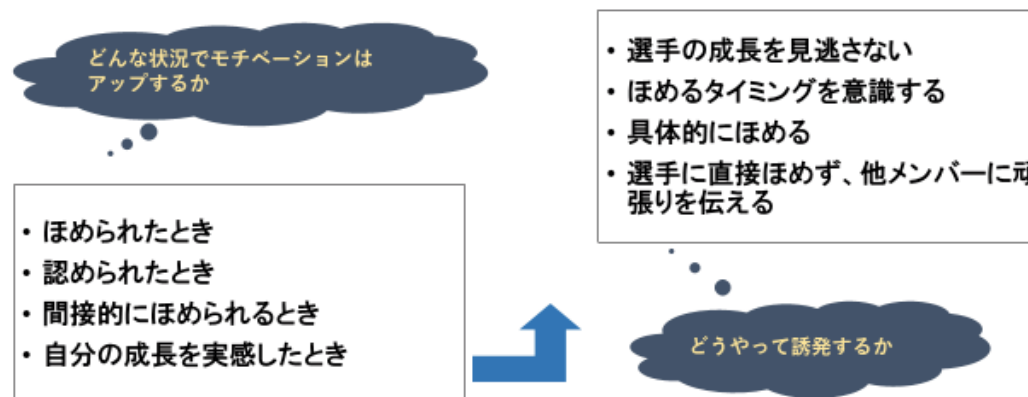 どんな状況でモチベーションは
アップするか
・ほめられたとき
・認められたとき
・間接的にほめられるとき
・自分の成長を実感したとき
・選手の成長を見逃さない
・ほめるタイミングを意識する
・具体的にほめる
・選手に直接ほめず、他メンバーに頑
張りを伝える
どうやって誘発するか